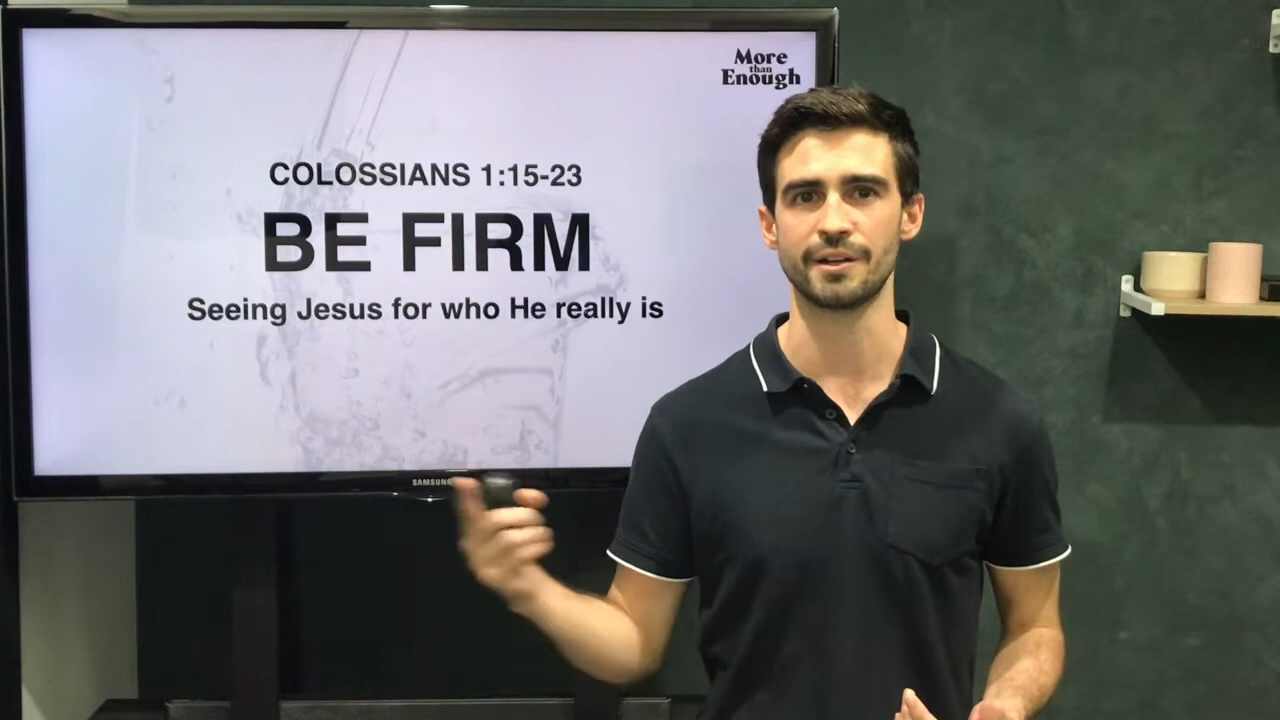 More
than
Enough
COLOSSIANS 1:15-23
BE FIRM
Seeing Jesus for who He really is
SAMSUNG